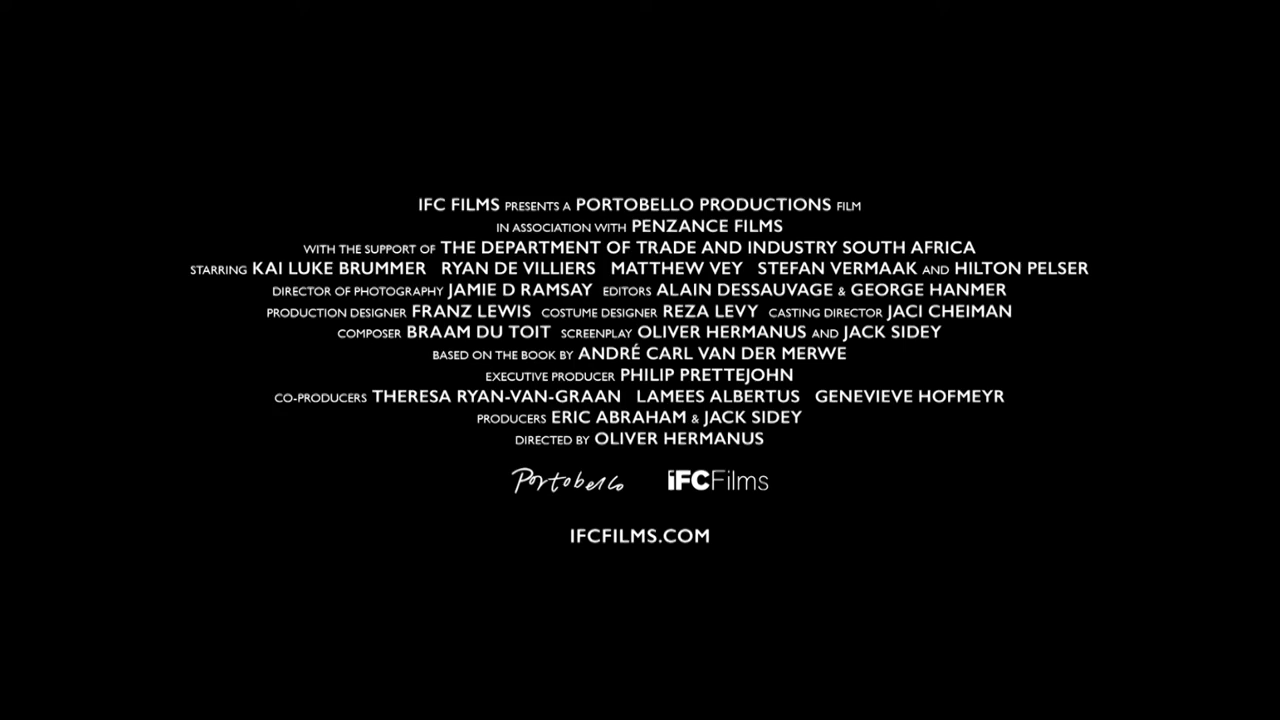 IFC FILMS PRESENTS A PORTOBELLO PRODUCTIONS FILM
IN ASSOCIATION WITH PENZANCE FILMS
WITH THE SUPPORT OF THE DEPARTMENT OF TRADE AND INDUSTRY SOUTH AFRICA
STARRING KAI LUKE BRUMMER RYAN DE VILLIERS MATTHEW VEY STEFAN VERMAAK AND HILTON PELSER
DIRECTOR OF PHOTOGRAPHY JAMIE D RAMSAY EDITORS ALAIN DESSAUVAGE & GEORGE HANMER
PRODUCTION DESIGNER FRANZ LEWIS COSTUME DESIGNER REZA LEVY CASTING DIRECTOR JACI CHEIMAN
COMPOSER BRAAM DU TOIT SCREENPLAY OLIVER HERMANUS AND JACK SIDEY
BASED ON THE BOOK BY ANDRÉ CARL VAN DER MERWE
EXECUTIVE PRODUCER PHILIP PRETTEJOHN
CO-PRODUCERS THERESA RYAN-VAN-GRAAN LAMEES ALBERTUS GENEVIEVE HOFMEYR
PRODUCERS ERIC ABRAHAM & JACK SIDEY
DIRECTED BY OLIVER HERMANUS
Portobello IFC Films
IFCFILMS.COM